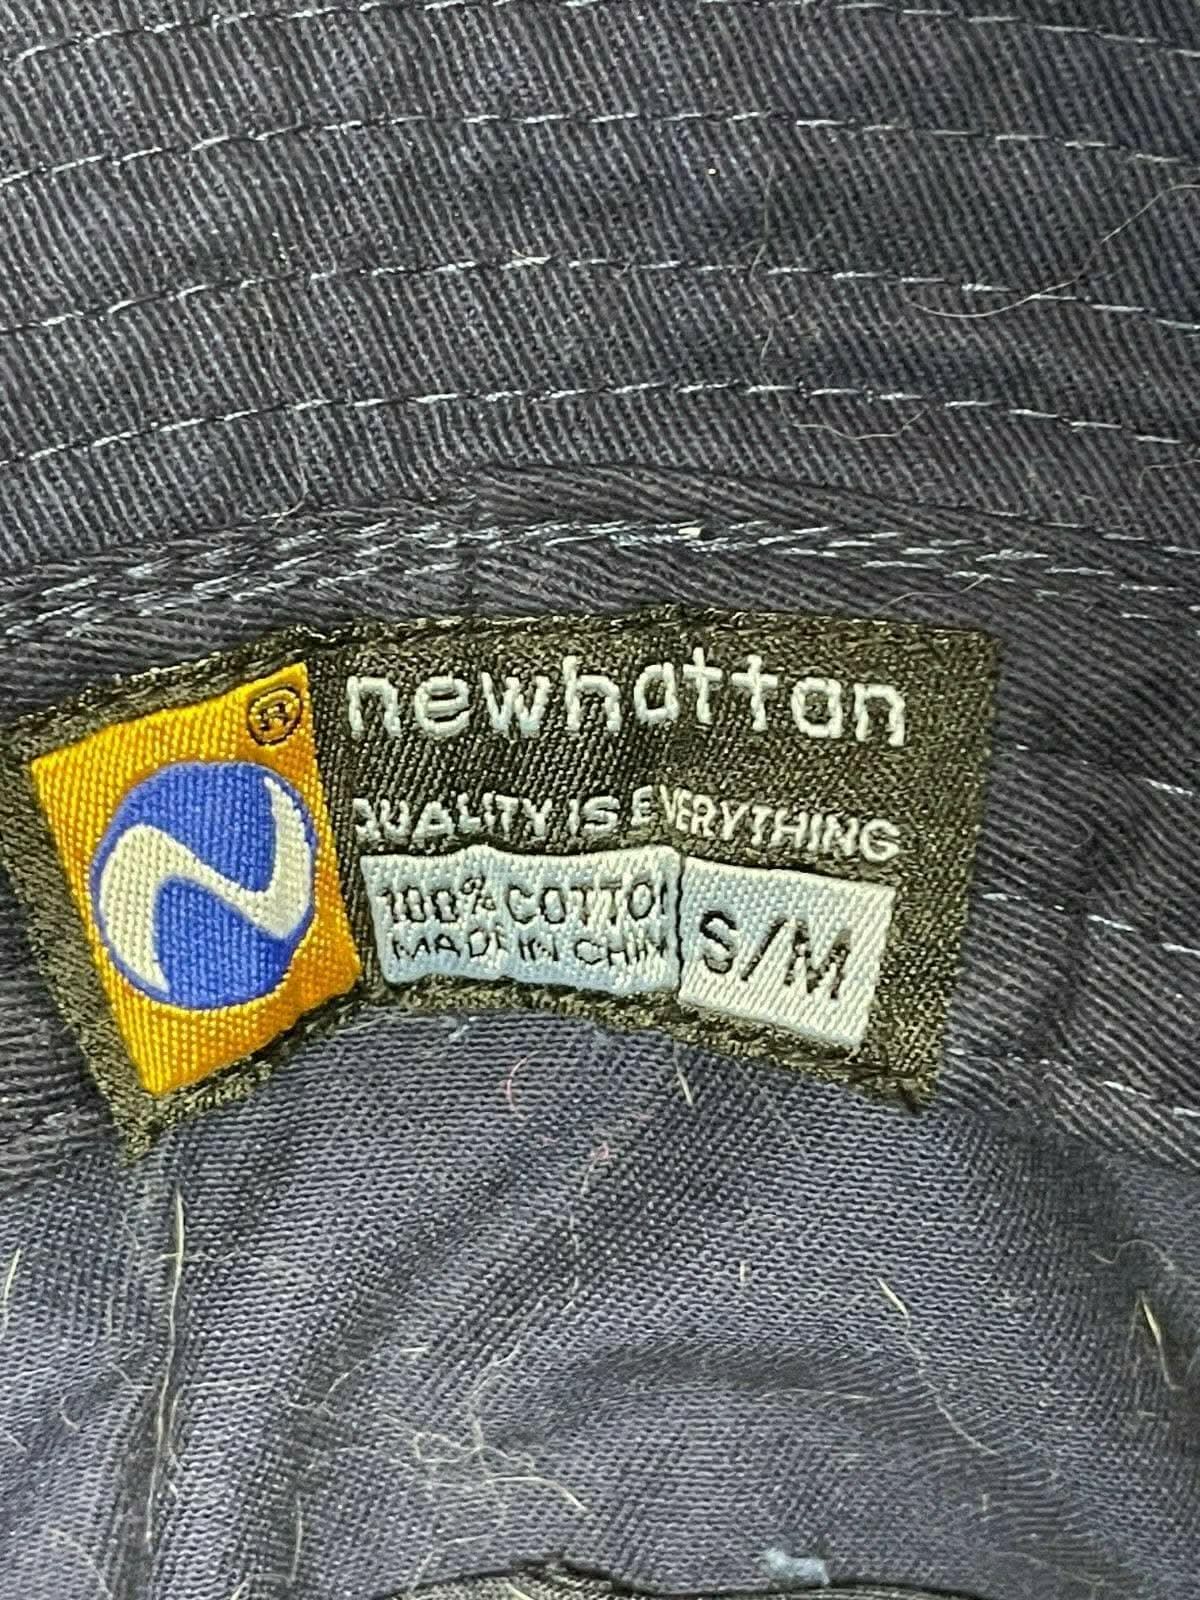 ®
newhattan
QUALITY IS EVERYTHING
100% COTTO
MADE IN CHIN
S/M